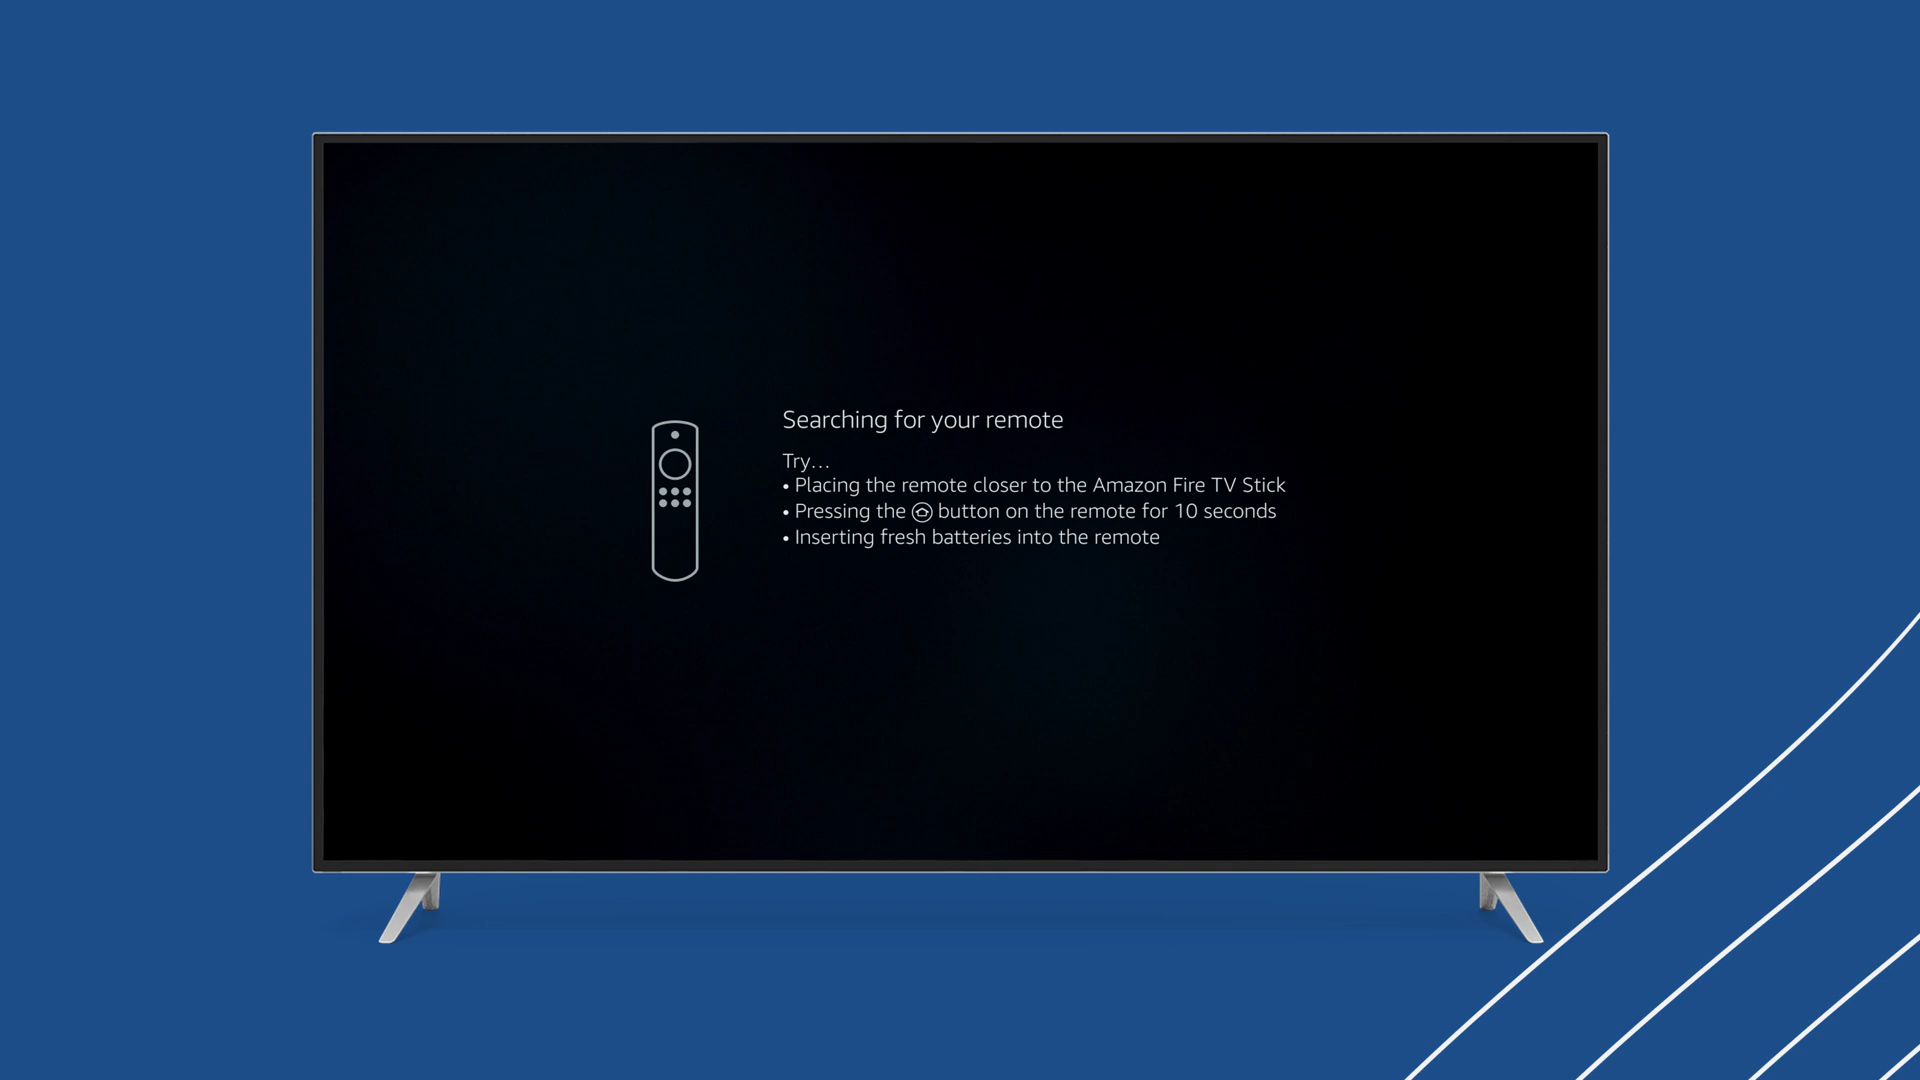 Searching for your remote
Try...
• Placing the remote closer to the Amazon Fire TV Stick
• Pressing the button on the remote for 10 seconds
• Inserting fresh batteries into the remote